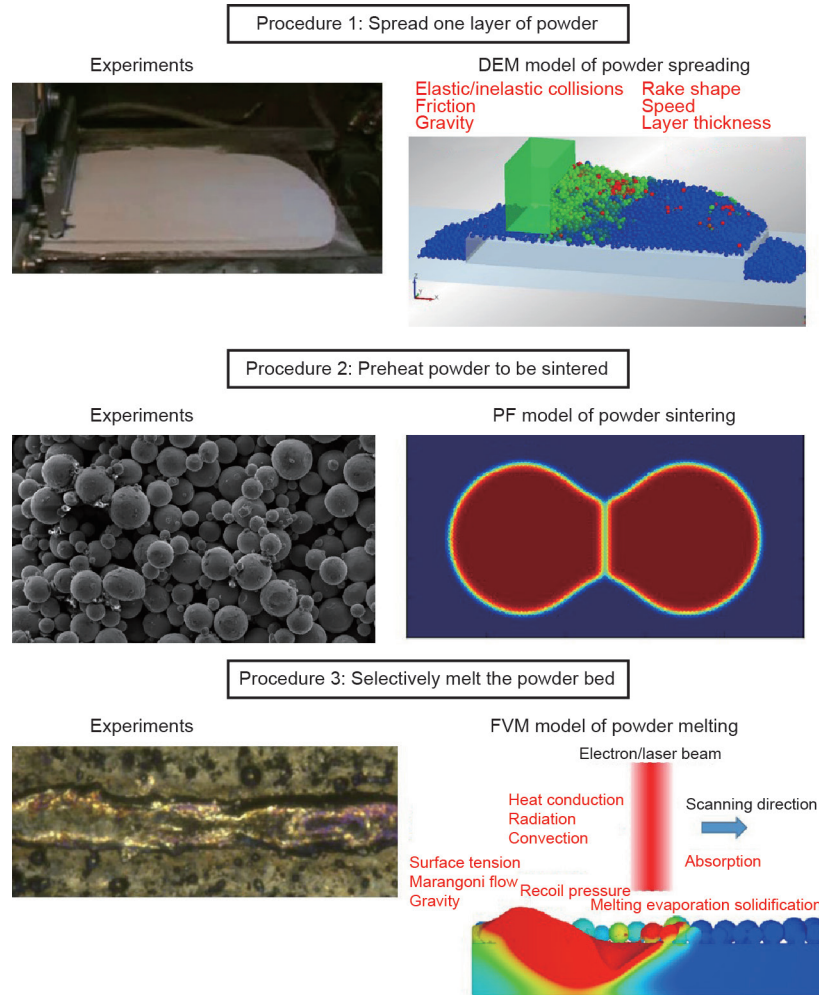 Procedure 1: Spread one layer of powder
Experiments
DEM model of powder spreading
Elastic/inelastic collisions
Friction
Gravity
Rake shape
Speed
Layer thickness
Procedure 2: Preheat powder to be sintered
Experiments
PF model of powder sintering
Procedure 3: Selectively melt the powder bed
Experiments
FVM model of powder melting
Electron/laser beam
Heat conduction
Radiation
Convection
Scanning direction
Absorption
Surface tension
Marangoni flow
Gravity
Recoil pressure
Melting evaporation solidification